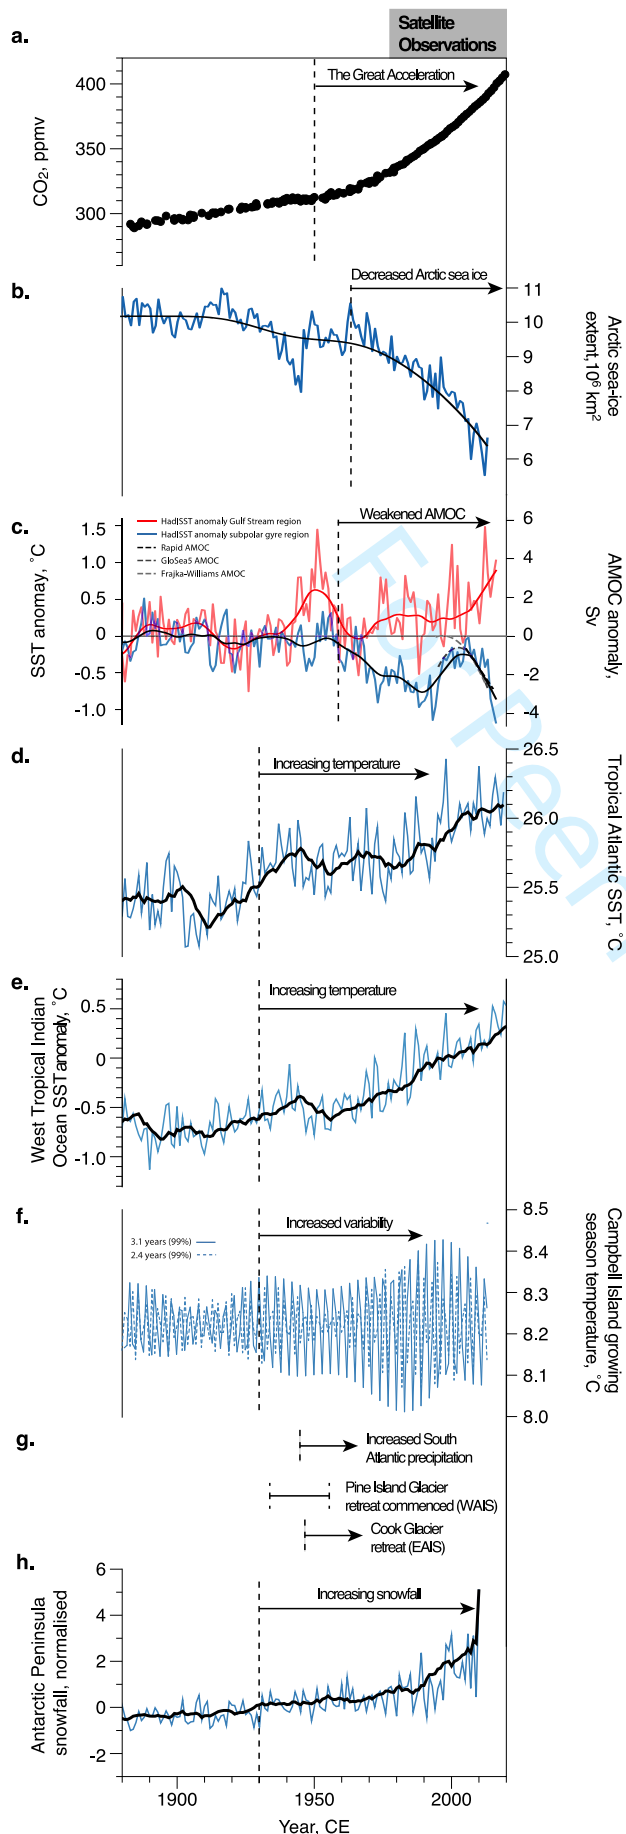 Satellite
Observations
a.
The Great Acceleration
400
350
300
CO2, ppmv
b.
Decreased Arctic sea ice
11
10
9
8
7
6
Arctic sea-ice
extent,10⁶ km²
c.
Weakened AMOC
HadISST anomaly Gulf Stream region
HadISST anomaly subpolar gyre region
Rapid AMOC
GloSea5 AMOC
Frajka-Williams AMOC
1.5
1.0
0.5
0
-0.5
-1.0
SST anomay, ˚C
6
4
2
0
-2
-4
AMOC anomaly,
Sv
For Peer
d.
Increasing temperature
26.5
26.0
25.5
25.0
Tropical Atlantic SST, ˚C
e.
Increasing temperature
0.5
0
-0.5
-1.0
West Tropical Indian
Ocean SST anomaly, ˚C
f.
Increased variability
3.1 years (99%)
2.4 years (99%)
8.5
8.4
8.3
8.2
8.1
8.0
Campbell Island growing
season temperature, ˚C
g.
Increased South
Atlantic precipitation
Pine Island Glacier
retreat commenced (WAIS)
Cook Glacier
retreat (EAIS)
h.
Increasing snowfall
6
4
2
0
-2
Antarctic Peninsula
snowfall, normalised
1900
1950
2000
Year, CE